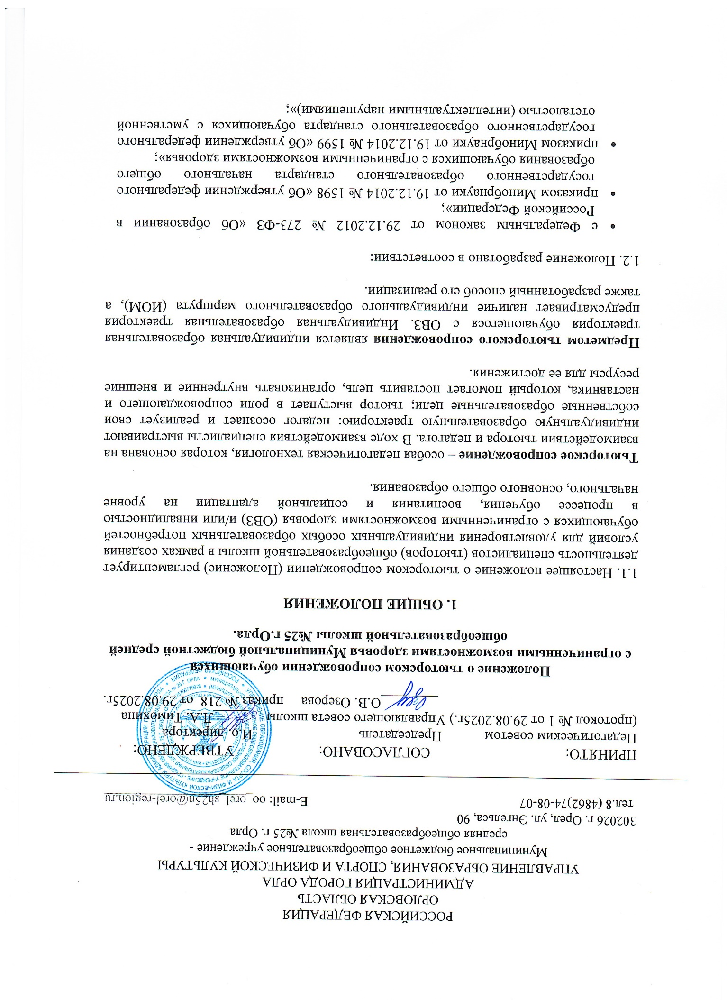 РОССИЙСКАЯ ФЕДЕРАЦИЯ
ОРЛОВСКАЯ ОБЛАСТЬ
АДМИНИСТРАЦИЯ ГОРОДА ОРЛА
УПРАВЛЕНИЕ ОБРАЗОВАНИЯ, СПОРТА И ФИЗИЧЕСКОЙ КУЛЬТУРЫ
Муниципальное бюджетное общеобразовательное учреждение -
средняя общеобразовательная школа №25 г. Орла
302026 г. Орел, ул. Энгельса, 90
тел.8 (4862)74-08-07 E-mail: oo_orel_sh25n@orel-region.ru
ПРИНЯТО: СОГЛАСОВАНО: УТВЕРЖДЕНО:
Педагогическим советом Председатель И.о. директора
(протокол № 1 от 29.08.2025г.) Управляющего совета школы Л.А. Тимохина
О.В. Озерова приказ № 218 от 29.08.2025г.
Положение о тьюторском сопровождении обучающихся
с ограниченными возможностями здоровья Муниципальной бюджетной средней
общеобразовательной школы №25 г.Орла.
1. ОБЩИЕ ПОЛОЖЕНИЯ
1.1. Настоящее положение о тьюторском сопровождении (Положение) регламентирует
деятельность специалистов (тьюторов) общеобразовательной школы в рамках создания
условий для удовлетворения индивидуальных особых образовательных потребностей
обучающихся с ограниченными возможностями здоровья (ОВЗ) и/или инвалидностью
в процессе обучения, воспитания и социальной адаптации на уровне
начального, основного общего образования.
Тьюторское сопровождение – особая педагогическая технология, которая основана на
взаимодействии тьютора и педагога. В ходе взаимодействия специалисты выстраивают
индивидуальную образовательную траекторию: педагог осознает и реализует свои
собственные образовательные цели; тьютор выступает в роли сопровождающего и
наставника, который помогает поставить цель, организовать внутренние и внешние
ресурсы для ее достижения.
Предметом тьюторского сопровождения является индивидуальная образовательная
траектория обучающегося с ОВЗ. Индивидуальная образовательная траектория
предусматривает наличие индивидуального образовательного маршрута (ИОМ), а
также разработанный способ его реализации.
1.2. Положение разработано в соответствии:
• с Федеральным законом от 29.12.2012 № 273-ФЗ «Об образовании в
Российской Федерации»;
• приказом Минобрнауки от 19.12.2014 № 1598 «Об утверждении федерального
государственного образовательного стандарта начального общего
образования обучающихся с ограниченными возможностями здоровья»;
• приказом Минобрнауки от 19.12.2014 № 1599 «Об утверждении федерального
государственного образовательного стандарта обучающихся с умственной
отсталостью (интеллектуальными нарушениями)»;